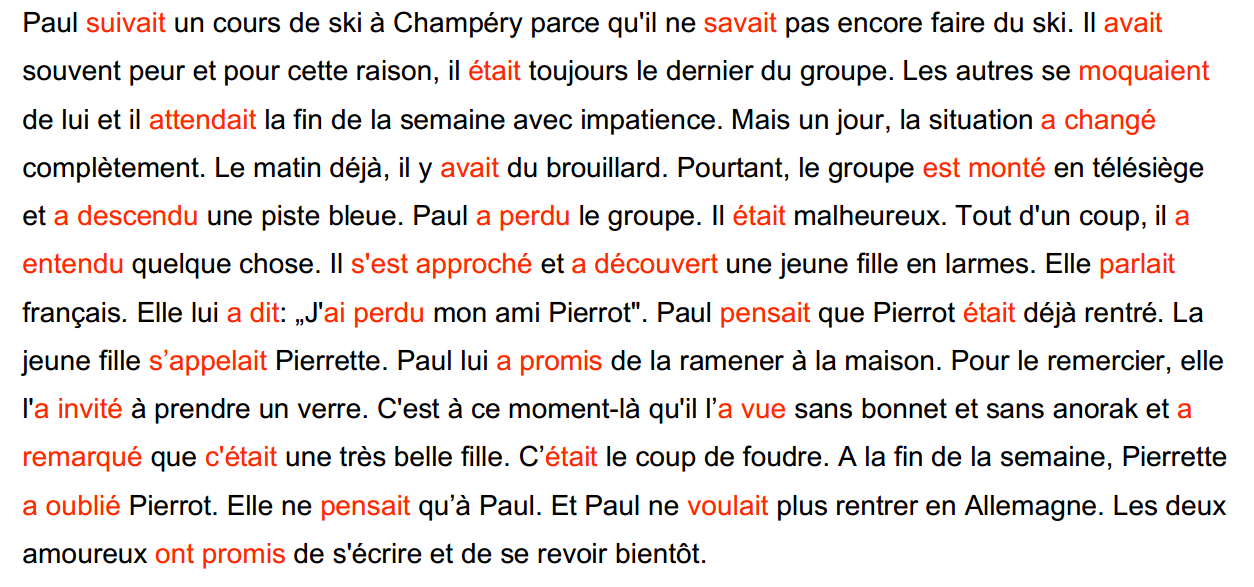 Paul suivait un cours de ski à Champéry parce qu'il ne savait pas encore faire du ski. Il avait
souvent peur et pour cette raison, il était toujours le dernier du groupe. Les autres se moquaient
de lui et il attendait la fin de la semaine avec impatience. Mais un jour, la situation a changé
complètement. Le matin déjà, il y avait du brouillard. Pourtant, le groupe est monté en télésiège
et a descendu une piste bleue. Paul a perdu le groupe. Il était malheureux. Tout d'un coup, il a
entendu quelque chose. Il s'est approché et a découvert une jeune fille en larmes. Elle parlait
français. Elle lui a dit: „J'ai perdu mon ami Pierrot". Paul pensait que Pierrot était déjà rentré. La
jeune fille s’appelait Pierrette. Paul lui a promis de la ramener à la maison. Pour le remercier, elle
l'a invité à prendre un verre. C'est à ce moment-là qu'il l’a vue sans bonnet et sans anorak et a
remarqué que c'était une très belle fille. C’était le coup de foudre. A la fin de la semaine, Pierrette
a oublié Pierrot. Elle ne pensait qu’à Paul. Et Paul ne voulait plus rentrer en Allemagne. Les deux
amoureux ont promis de s'écrire et de se revoir bientôt.